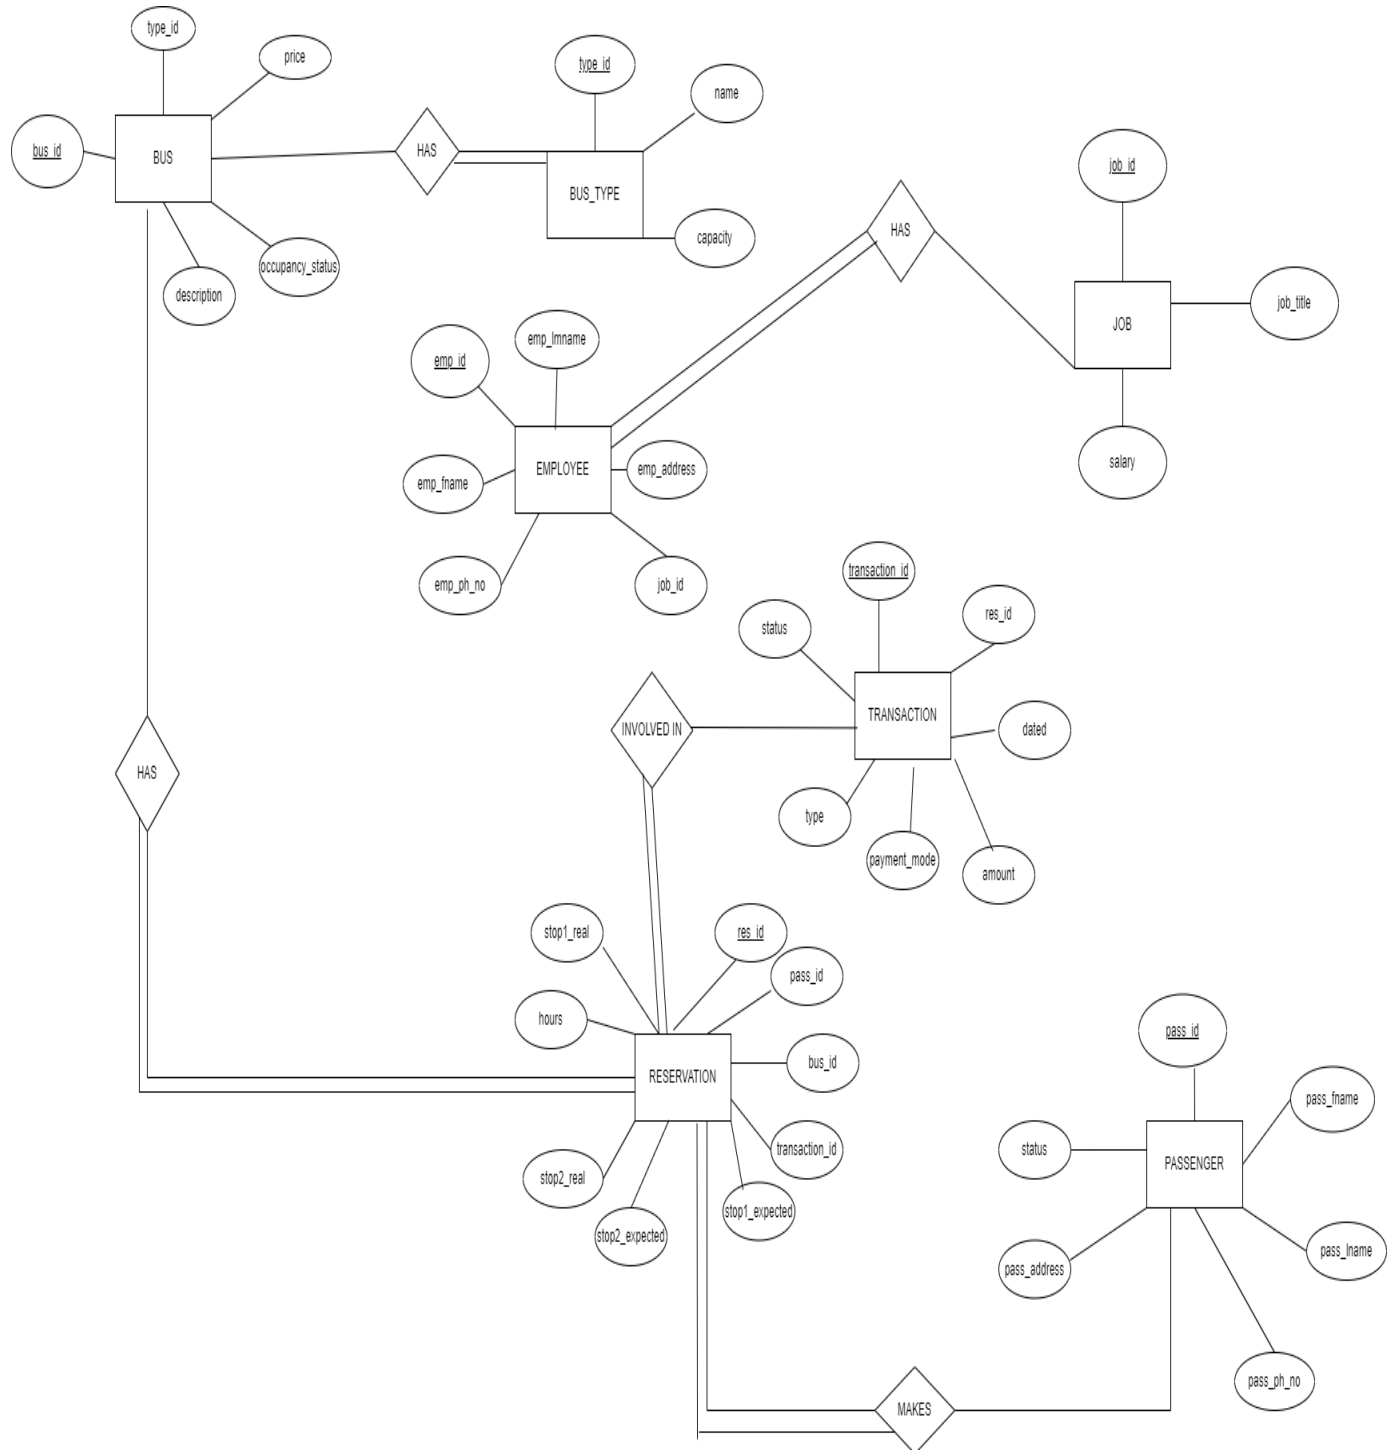 type_id
price
bus_id
BUS
description
occupancy_status
HAS
type_id
name
BUS_TYPE
capacity
HAS
job_id
JOB
job_title
salary
emp_id
emp_lmname
emp_fname
EMPLOYEE
emp_address
emp_ph_no
job_id
transaction_id
status
res_id
TRANSACTION
dated
type
payment_mode
amount
INVOLVED IN
HAS
stop1_real
res_id
pass_id
hours
RESERVATION
bus_id
transaction_id
stop2_real
stop2_expected
stop1_expected
pass_id
pass_fname
status
PASSENGER
pass_lname
pass_address
pass_ph_no
MAKES